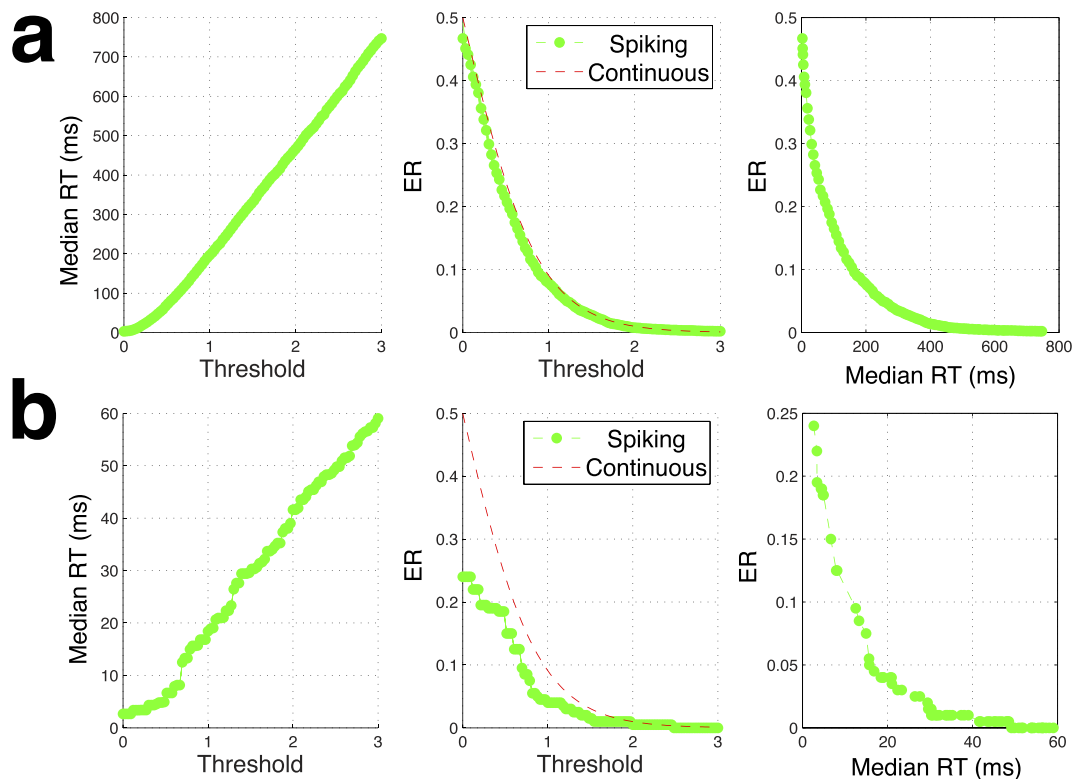 a
800
700
600
500
400
300
200
100
0
0 1 2 3
Median RT (ms)
Threshold
0.5
0.4
0.3
0.2
0.1
0
0 1 2 3
ER
Threshold
Spiking
Continuous
0.5
0.4
0.3
0.2
0.1
0
0 200 400 600 800
ER
Median RT (ms)
b
60
50
40
30
20
10
0
0 1 2 3
Median RT (ms)
Threshold
0.5
0.4
0.3
0.2
0.1
0
0 1 2 3
ER
Threshold
Spiking
Continuous
0.25
0.2
0.15
0.1
0.05
0
0 20 40 60
ER
Median RT (ms)